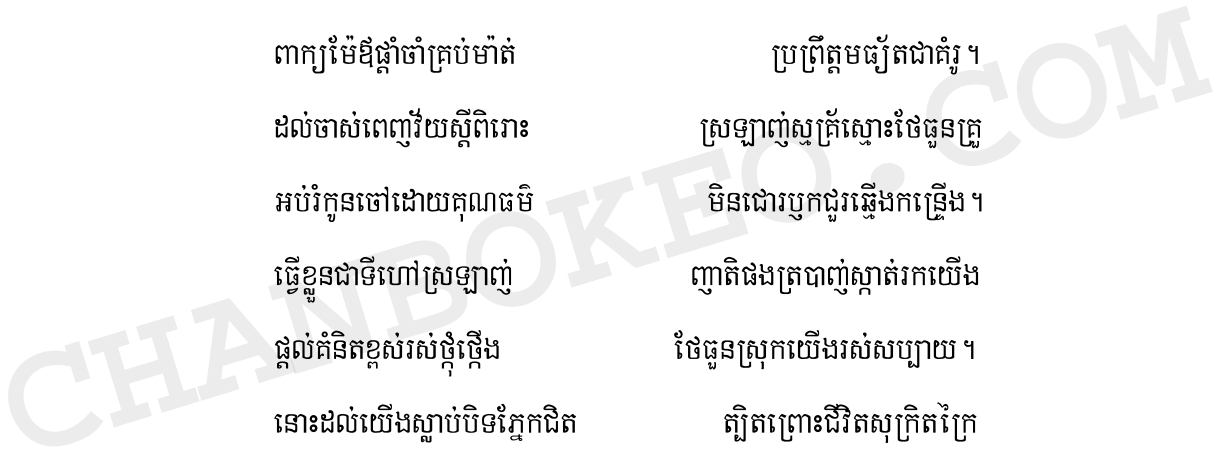 ពាក្យម៉ែឪផ្ដាំចាំគ្រប់ម៉ាត់ ប្រព្រឹត្តមធ្យ័តជាគំរូ។
ដល់ចាស់ពេញវ័យស្ដីពិរោះ ស្រឡាញ់ស្មគ្រ័ស្មោះថែធួនគ្រួ
អប់រំកូនចៅដោយគុណធម៌ មិនជោរប្ញកជួរឆ្មើងកន្ទ្រើង។
ធ្វើខ្លួនជាទីហៅស្រឡាញ់ ញាតិផងត្របាញ់ស្កាត់រកយើង
ផ្ដល់គំនិតខ្ពស់រស់ថ្កុំថ្កើង ថែធួនស្រុកយើងរស់សប្បាយ។
នោះដល់យើងស្លាប់បិទភ្នែកជិត ត្បិតព្រោះជីវិតសុក្រិតក្រៃ
CHANBOKEO.COM